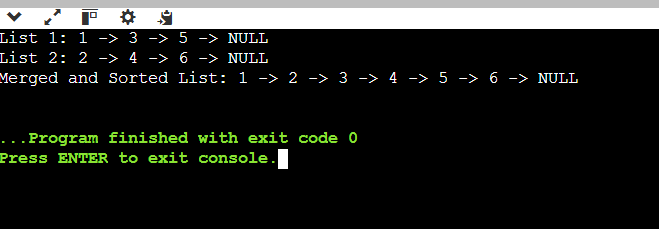 List 1: 1 -> 3 -> 5 -> NULL
List 2: 2 -> 4 -> 6 -> NULL
Merged and Sorted List: 1 -> 2 -> 3 -> 4 -> 5 -> 6 -> NULL
...Program finished with exit code 0
Press ENTER to exit console.